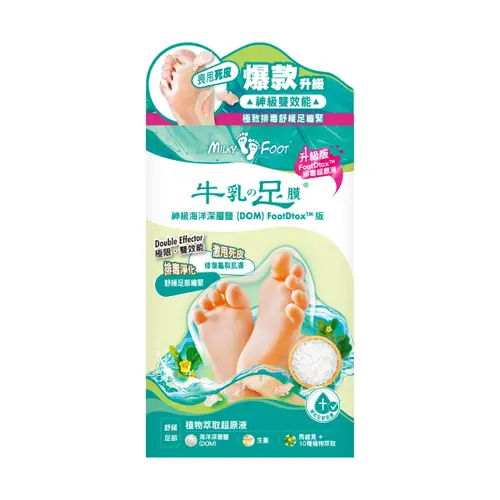 喪甩死皮
爆款升級
▲神級雙效能▲
極致排毒舒緩足繃緊
MILKY FOOT
升級版
FootDtox™
排毒超原液
牛乳の足膜®
神級海洋深層鹽 (DOM) FootDtox™ 版
Double Effector
極限·雙效能
激甩死皮
修復龜裂肌膚
排毒淨化
舒緩足部繃緊
舒緩
足部
植物萃取超原液
海洋深層鹽
(DOM)
生薑
馬齒莧 +
10種植物萃取